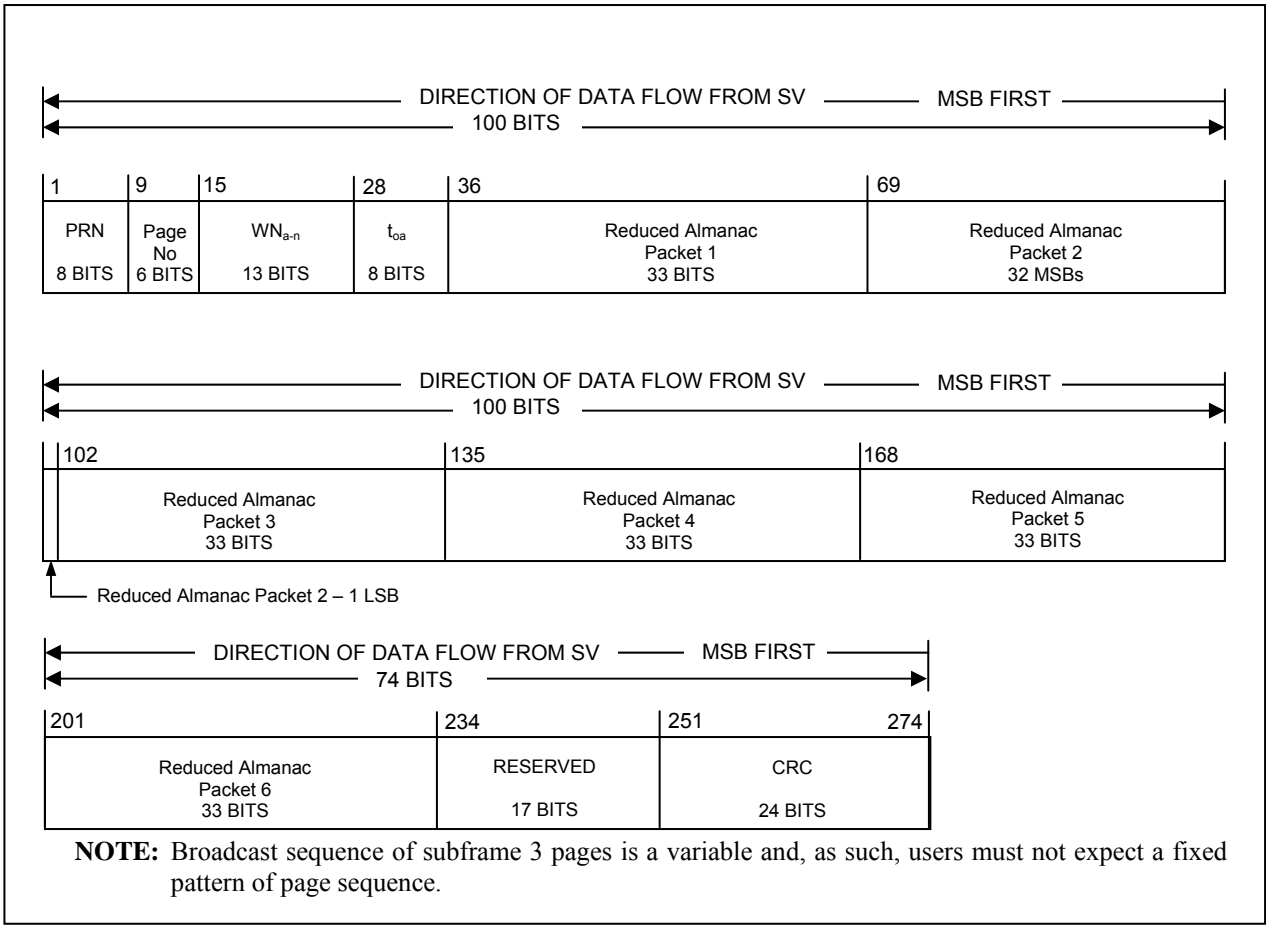 DIRECTION OF DATA FLOW FROM SV MSB FIRST
100 BITS
1 9 15 28 36 69
PRN
8 BITS
Page
No
6 BITS
WNa-n
13 BITS
toa
8 BITS
Reduced Almanac
Packet 1
33 BITS
Reduced Almanac
Packet 2
32 MSBs
DIRECTION OF DATA FLOW FROM SV MSB FIRST
100 BITS
102 135 168
Reduced Almanac
Packet 3
33 BITS
Reduced Almanac
Packet 4
33 BITS
Reduced Almanac
Packet 5
33 BITS
Reduced Almanac Packet 2 – 1 LSB
DIRECTION OF DATA FLOW FROM SV MSB FIRST
74 BITS
201 234 251 274
Reduced Almanac
Packet 6
33 BITS
RESERVED
17 BITS
CRC
24 BITS
NOTE: Broadcast sequence of subframe 3 pages is a variable and, as such, users must not expect a fixed
pattern of page sequence.